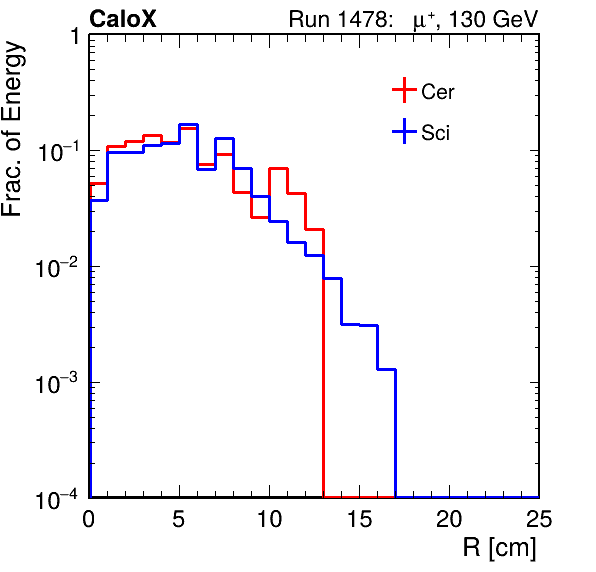 CaloX Run 1478: μ⁺, 130 GeV
Frac. of Energy
1
10⁻¹
10⁻²
10⁻³
10⁻⁴
Cer
Sci
0 5 10 15 20 25
R [cm]